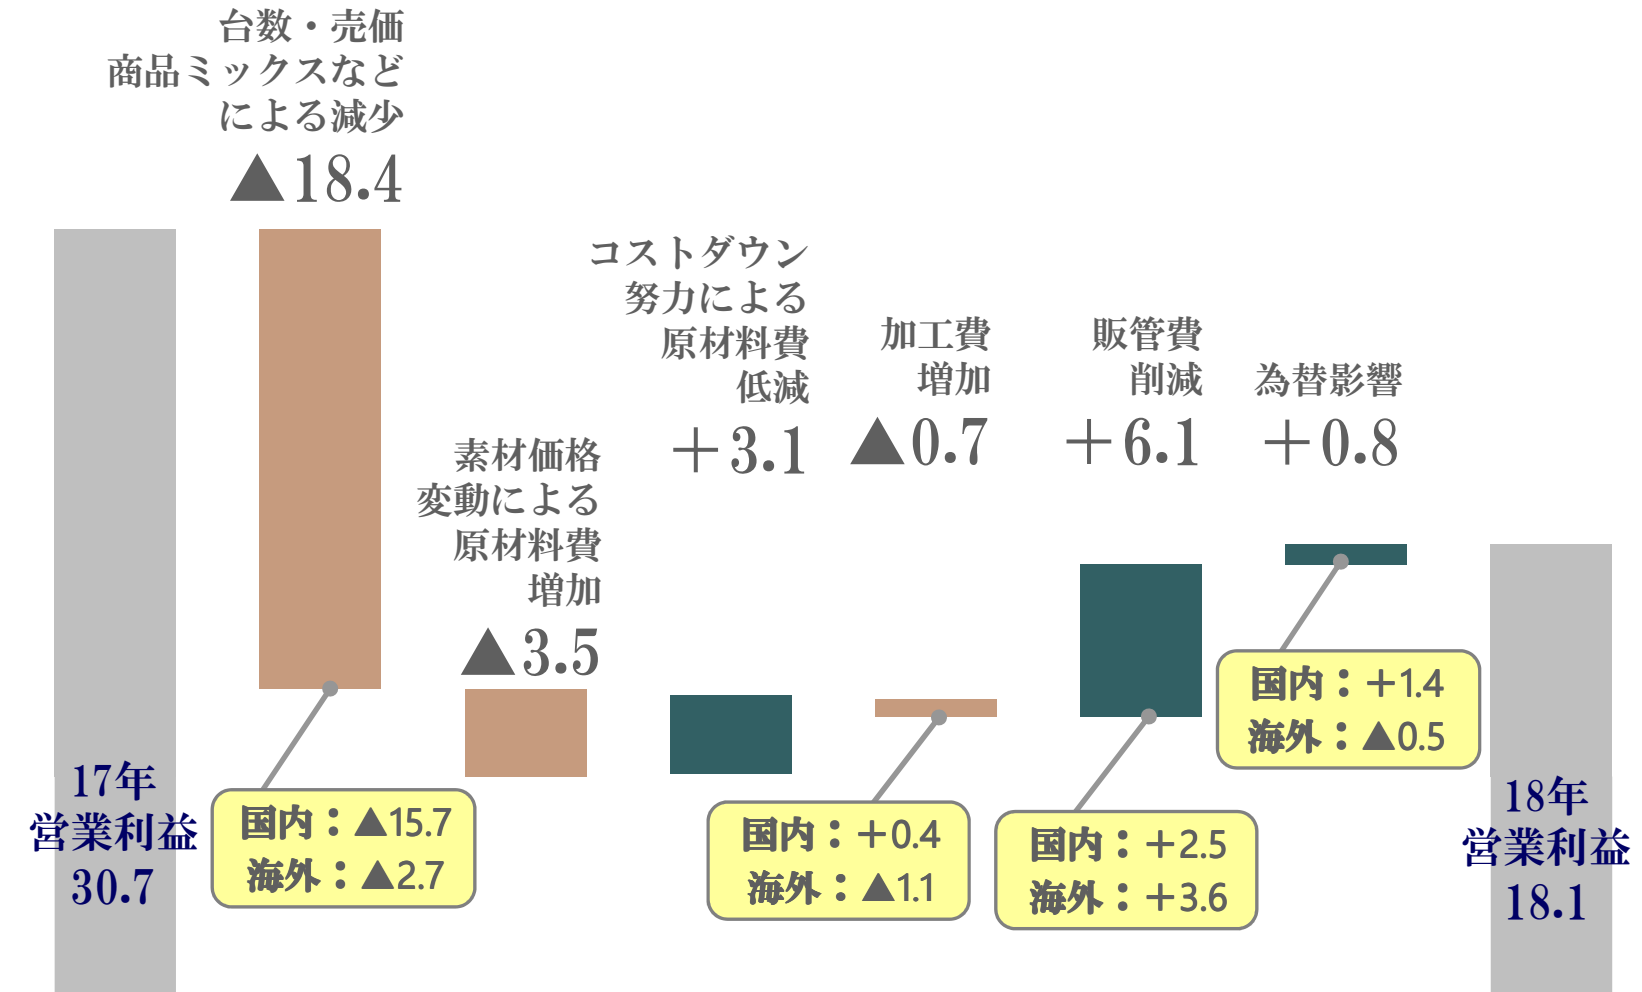 台数・売価
商品ミックスなど
による減少
▲18.4
素材価格
変動による
原材料費
増加
▲3.5
コストダウン
努力による
原材料費
低減
＋3.1
加工費
増加
▲0.7
販管費
削減
＋6.1
為替影響
＋0.8
17年
営業利益
30.7
国内：▲15.7
海外：▲2.7
国内：＋0.4
海外：▲1.1
国内：＋2.5
海外：＋3.6
国内：＋1.4
海外：▲0.5
18年
営業利益
18.1